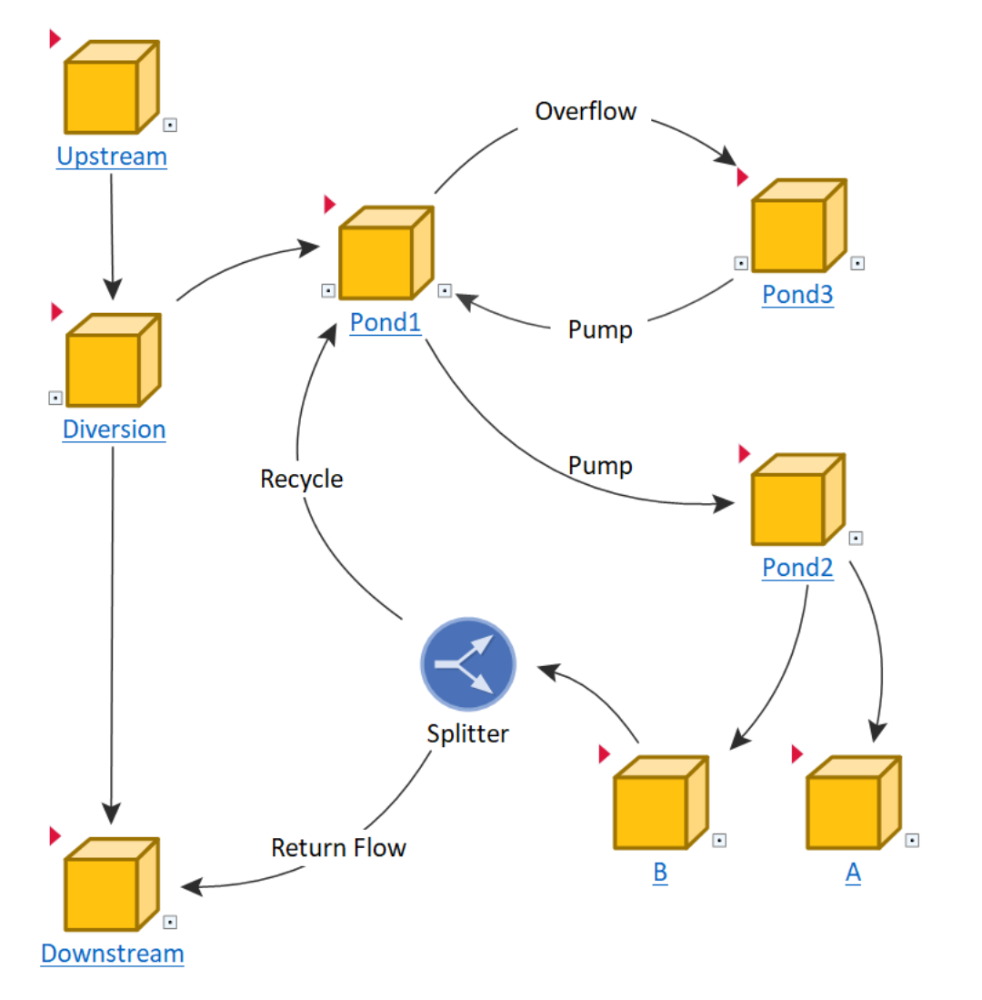 Upstream
Overflow
Pond3
Pond1
Pump
Diversion
Recycle
Pump
Pond2
Splitter
Return Flow
B
A
Downstream